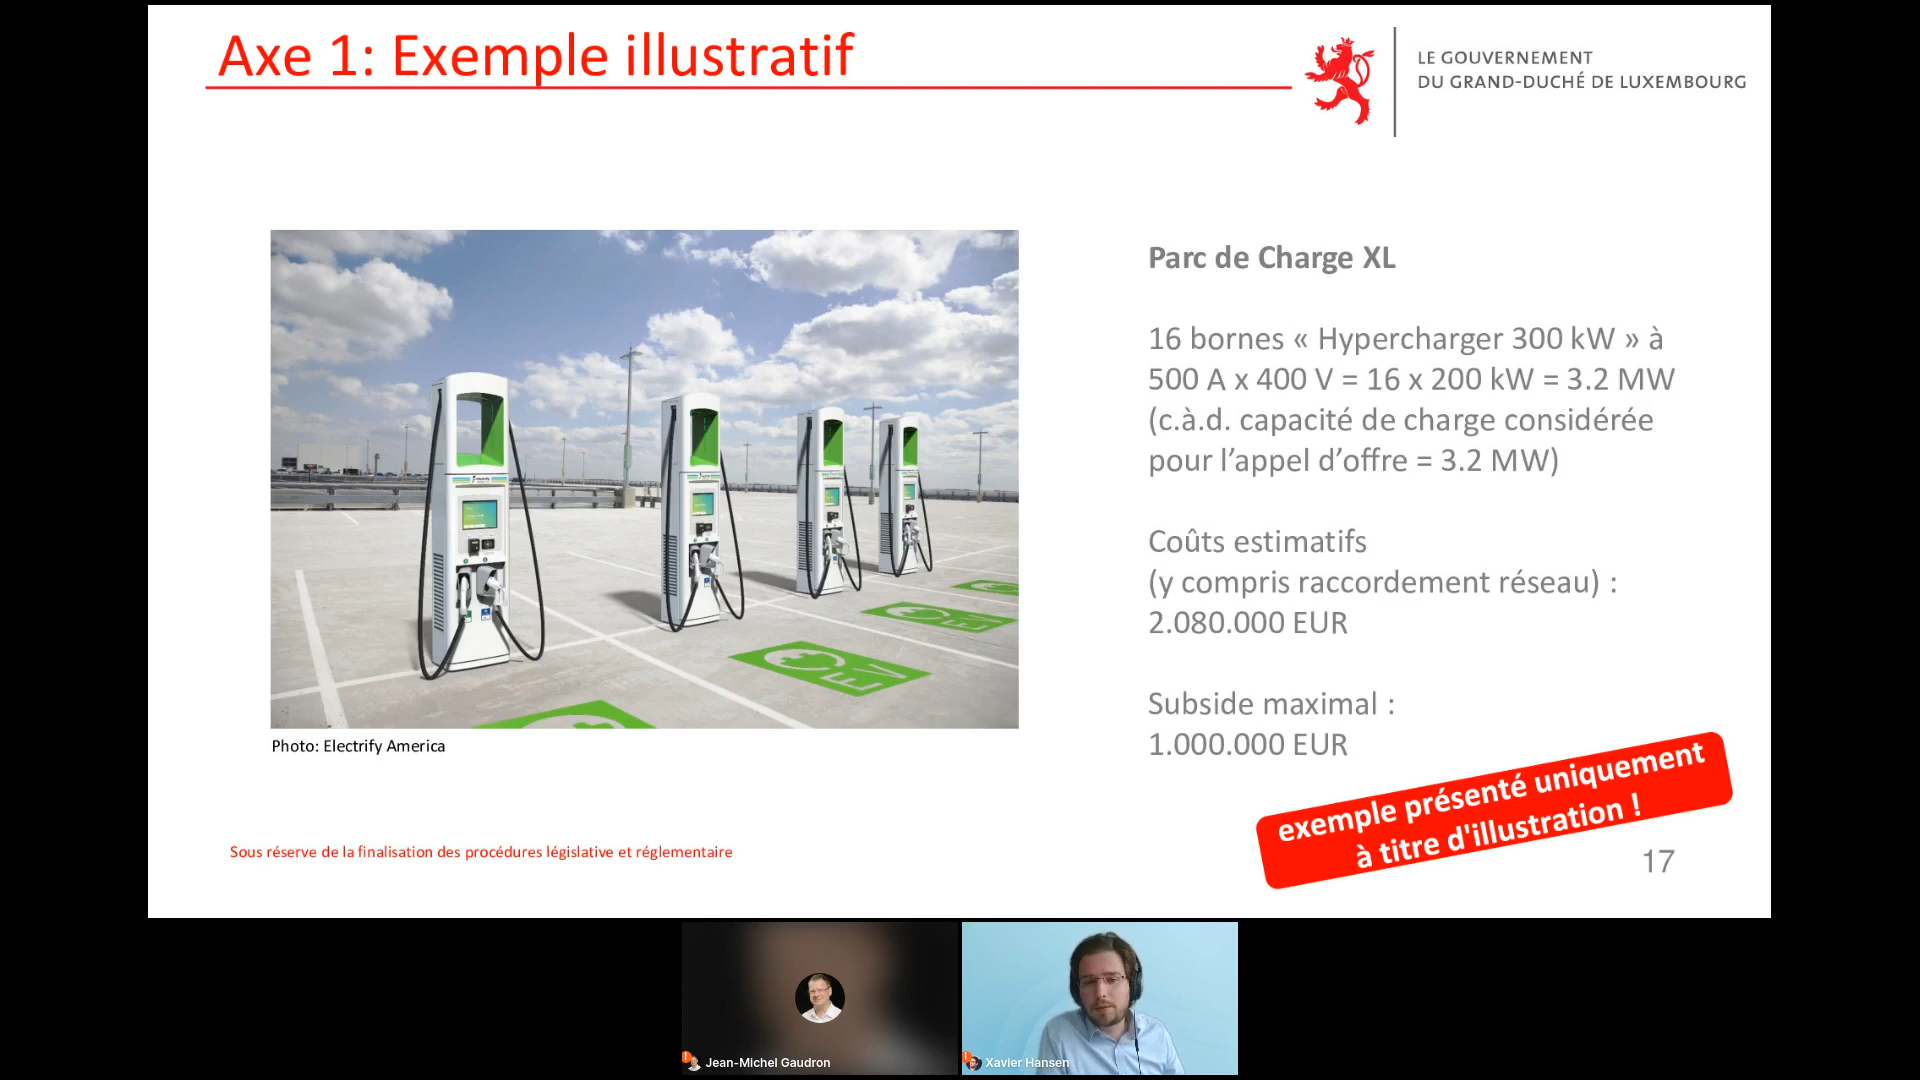 Axe 1: Exemple illustratif
LE GOUVERNEMENT
DU GRAND-DUCHÉ DE LUXEMBOURG
Parc de Charge XL
16 bornes « Hypercharger 300 kW » à
500 A x 400 V = 16 x 200 kW = 3.2 MW
(c.à.d. capacité de charge considérée
pour l’appel d’offre = 3.2 MW)
Coûts estimatifs
(y compris raccordement réseau) :
2.080.000 EUR
Subside maximal :
1.000.000 EUR
EV
Photo: Electrify America
exemple présenté uniquement
à titre d'illustration !
Sous réserve de la finalisation des procédures législative et réglementaire
17
Jean-Michel Gaudron
Xavier Hansen